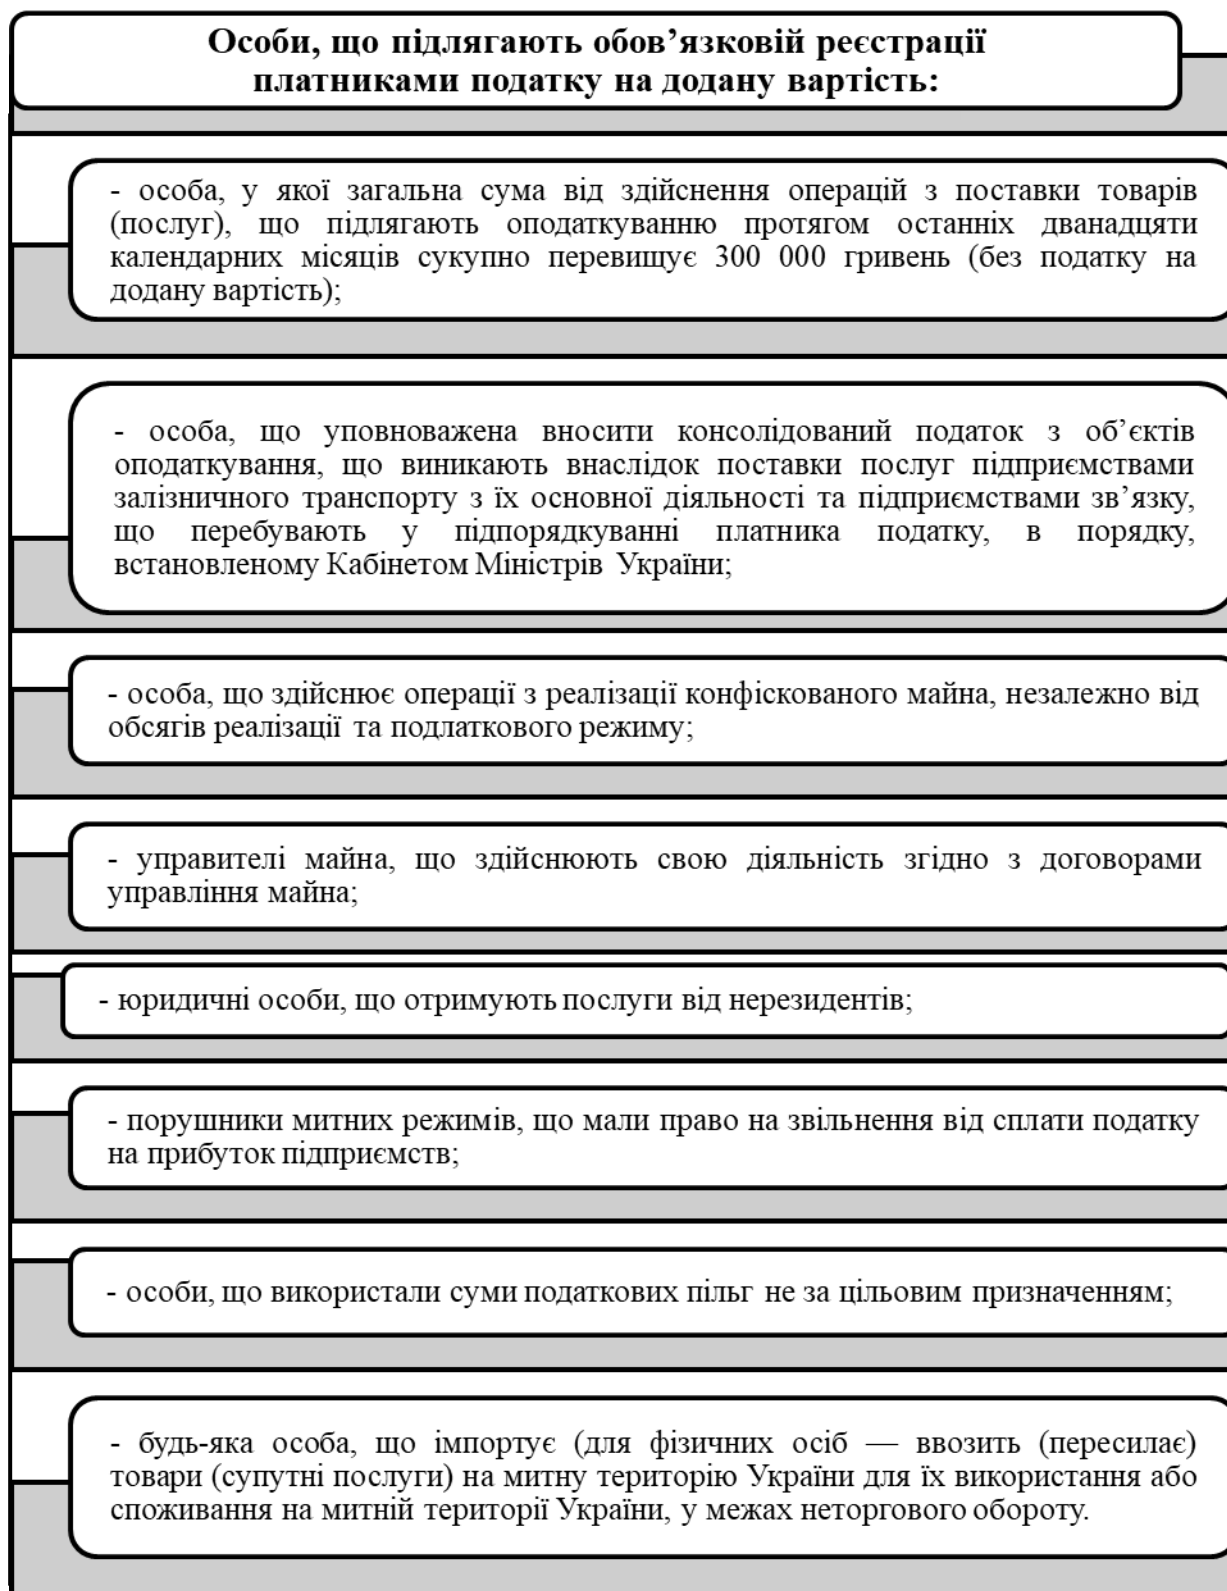 Особи, що підлягають обов’язковій реєстрації
платниками податку на додану вартість:
- особа, у якої загальна сума від здійснення операцій з поставки товарів
(послуг), що підлягають оподаткуванню протягом останніх дванадцяти
календарних місяців сукупно перевищує 300 000 гривень (без податку на
додану вартість);
- особа, що уповноважена вносити консолідований податок з об’єктів
оподаткування, що виникають внаслідок поставки послуг підприємствами
залізничного транспорту з їх основної діяльності та підприємствами зв’язку,
що перебувають у підпорядкуванні платника податку, в порядку,
встановленому Кабінетом Міністрів України;
- особа, що здійснює операції з реалізації конфіскованого майна, незалежно від
обсягів реалізації та подлаткового режиму;
- управителі майна, що здійснюють свою діяльність згідно з договорами
управління майна;
- юридичні особи, що отримують послуги від нерезидентів;
- порушники митних режимів, що мали право на звільнення від сплати податку
на прибуток підприємств;
- особи, що використали суми податкових пільг не за цільовим призначенням;
- будь-яка особа, що імпортує (для фізичних осіб — ввозить (пересилає)
товари (супутні послуги) на митну територію України для їх використання або
споживання на митній території України, у межах неторгового обороту.